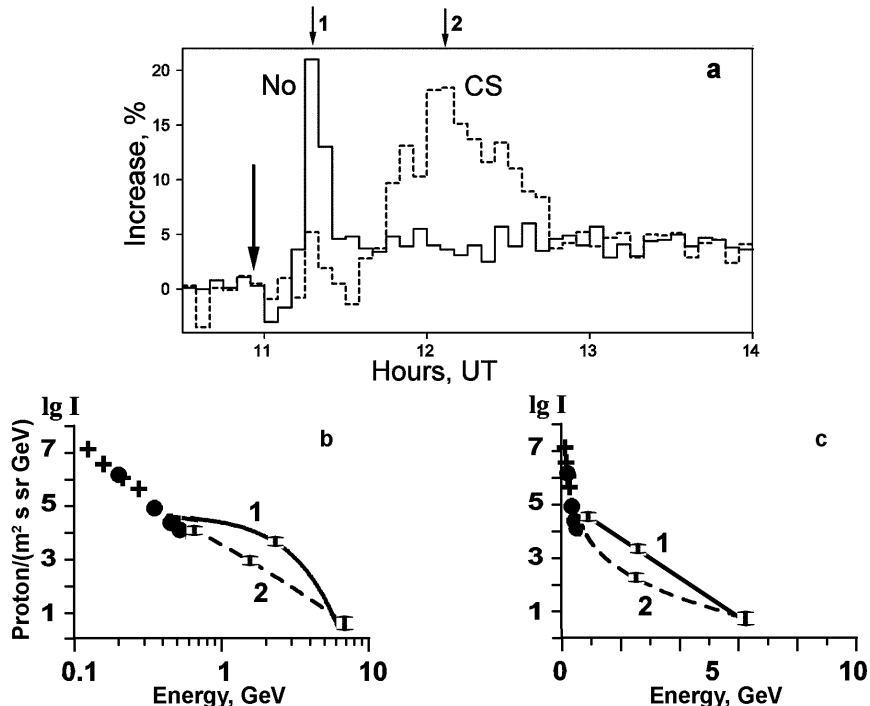 1 2
a
No CS
Increase, %
20
15
10
5
0
11 12 13 14
Hours, UT
lg I
b
Proton/(m² s sr GeV)
7
5
3
1
1
2
0.1 1 10
Energy, GeV
lg I
c
7
5
3
1
1
2
0 5 10
Energy, GeV